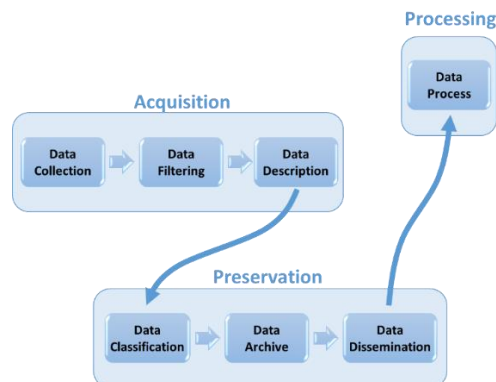 Processing
Data
Process
Acquisition
Data
Collection
Data
Filtering
Data
Description
Preservation
Data
Classification
Data
Archive
Data
Dissemination